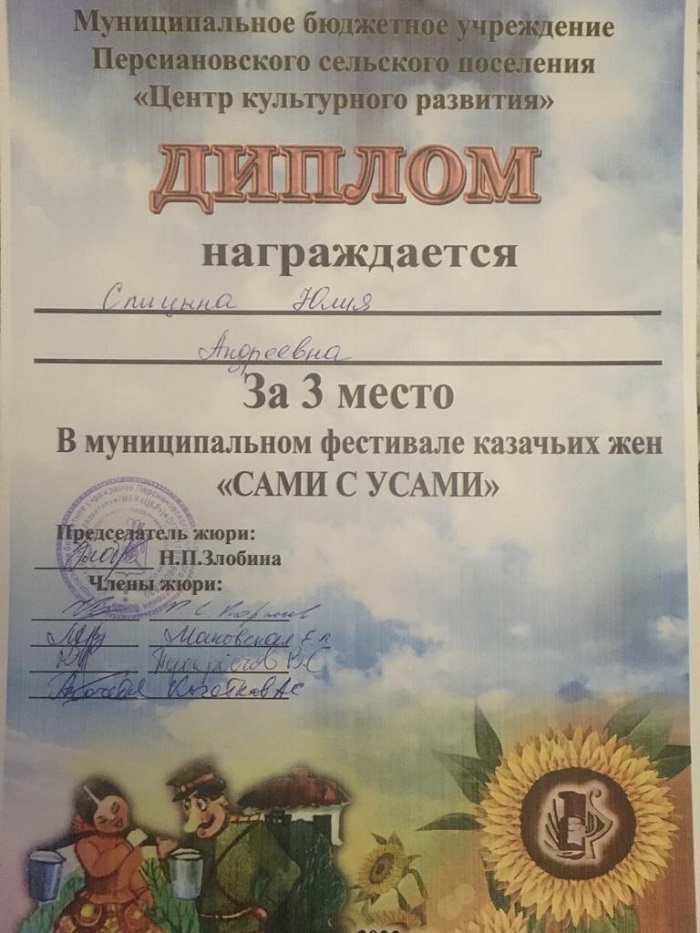 Муниципальное бюджетное учреждение
Персиановского сельского поселения
«Центр культурного развития»
ДИПЛОМ
награждается
Спицына Юлия
Андреевна
За 3 место
В муниципальном фестивале казачьих жен
«САМИ С УСАМИ»
Председатель жюри:
Н.П.Злобина
Члены жюри:
Маковская Е.П.